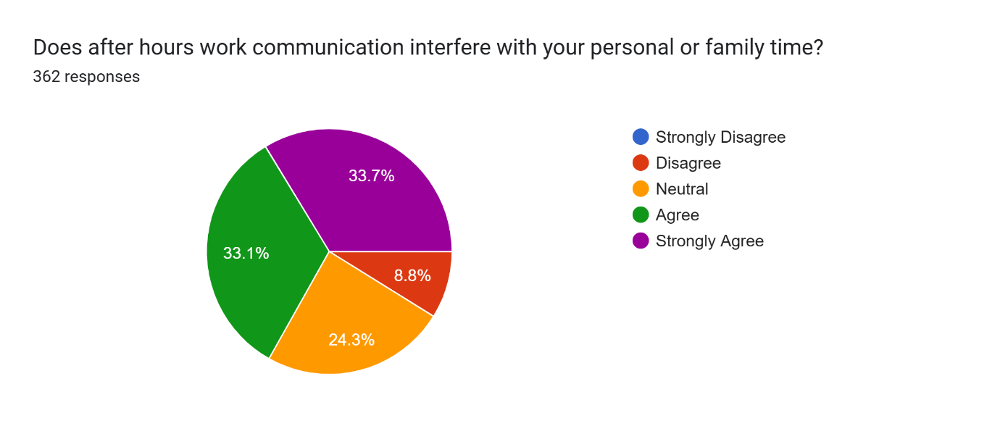 Does after hours work communication interfere with your personal or family time?
362 responses
33.7%
33.1%
8.8%
24.3%
Strongly Disagree
Disagree
Neutral
Agree
Strongly Agree